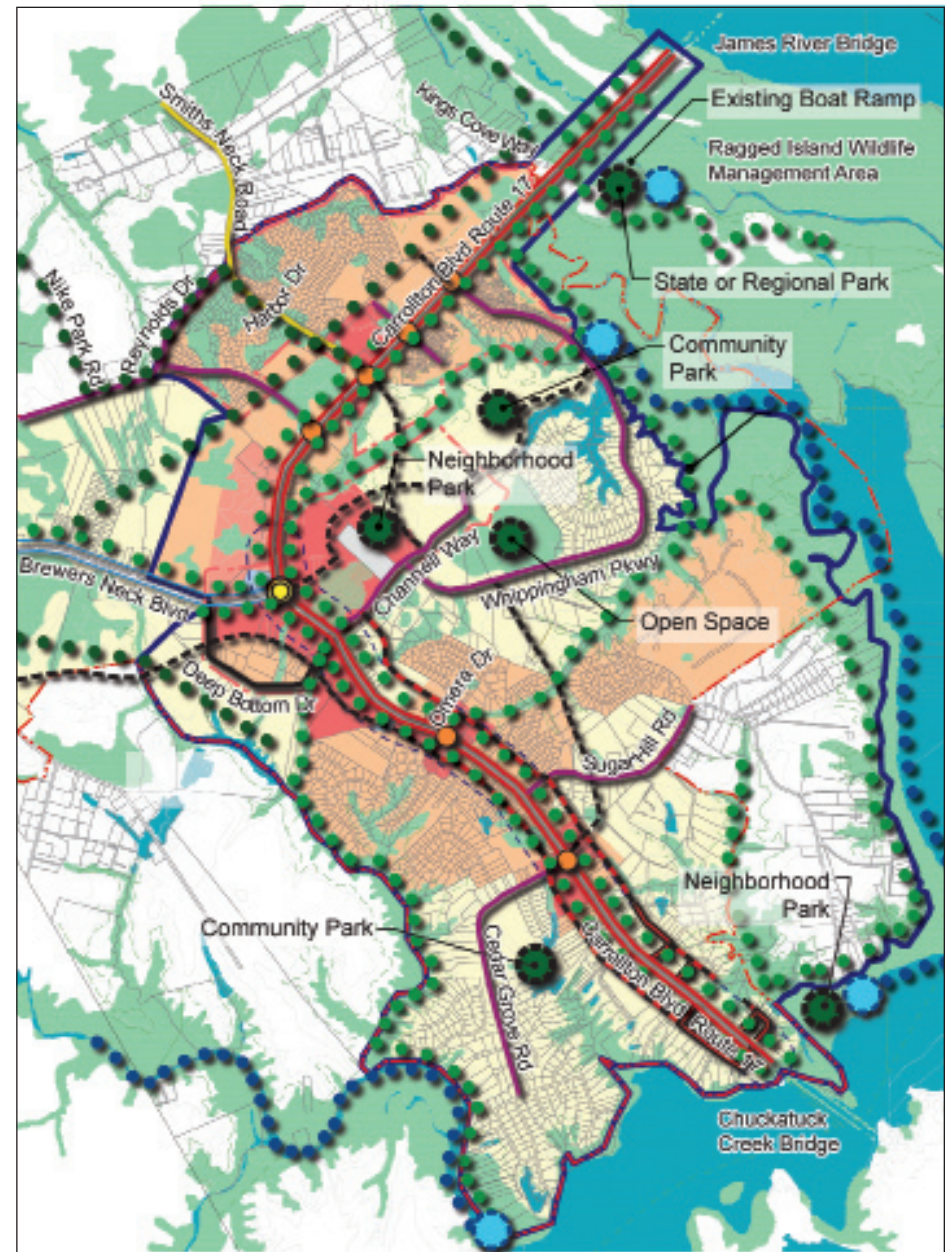 James River Bridge
Existing Boat Ramp
Smiths Neck Road
Kings Cove Way
Ragged Island Wildlife
Management Area
Carrollton Blvd Route 17
State or Regional Park
Nike Park Rd
Reynolds Dr
Harbor Dr
Community
Park
Neighborhood
Park
Channell Way
Brewers Neck Blvd
Whippingham Pkwy
Open Space
Deep Bottom Dr
Omera Dr
Sugarhill Rd
Neighborhood
Park
Community Park
Cedar Grove Rd
Carrollton Blvd Route 17
Chuckatuck
Creek Bridge